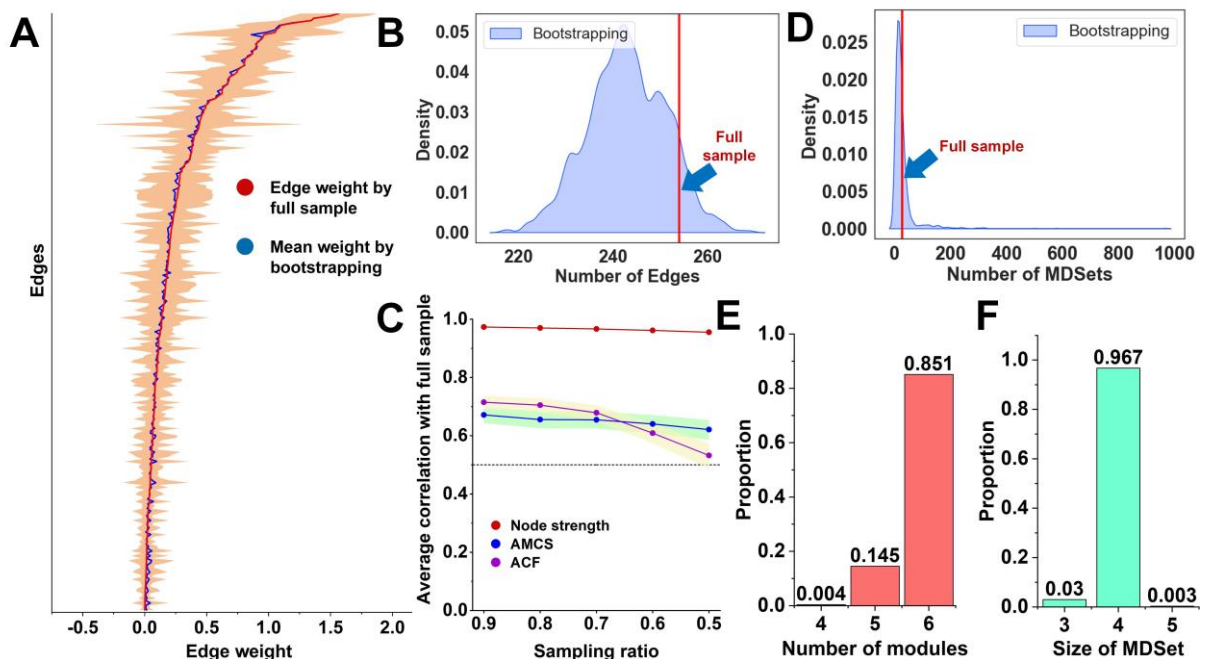 A
Edges
Edge weight by
full sample
Mean weight by
bootstrapping
-0.5 0.0 0.5 1.0 1.5 2.0
Edge weight
B
Bootstrapping
0.05
0.04
0.03
0.02
0.01
0.00
Density
Full
sample
220 240 260
Number of Edges
D
Bootstrapping
0.025
0.020
0.015
0.010
0.005
0.000
Density
Full sample
0 200 400 600 800 1000
Number of MDSets
C
Average correlation with full sample
1.0
0.8
0.6
0.4
0.2
0.0
Node strength
AMCS
ACF
0.9 0.8 0.7 0.6 0.5
Sampling ratio
E
Proportion
1.0
0.8
0.6
0.4
0.2
0.0
0.004
0.145
0.851
4 5 6
Number of modules
F
Proportion
1.0
0.8
0.6
0.4
0.2
0.0
0.03
0.967
0.003
3 4 5
Size of MDSet